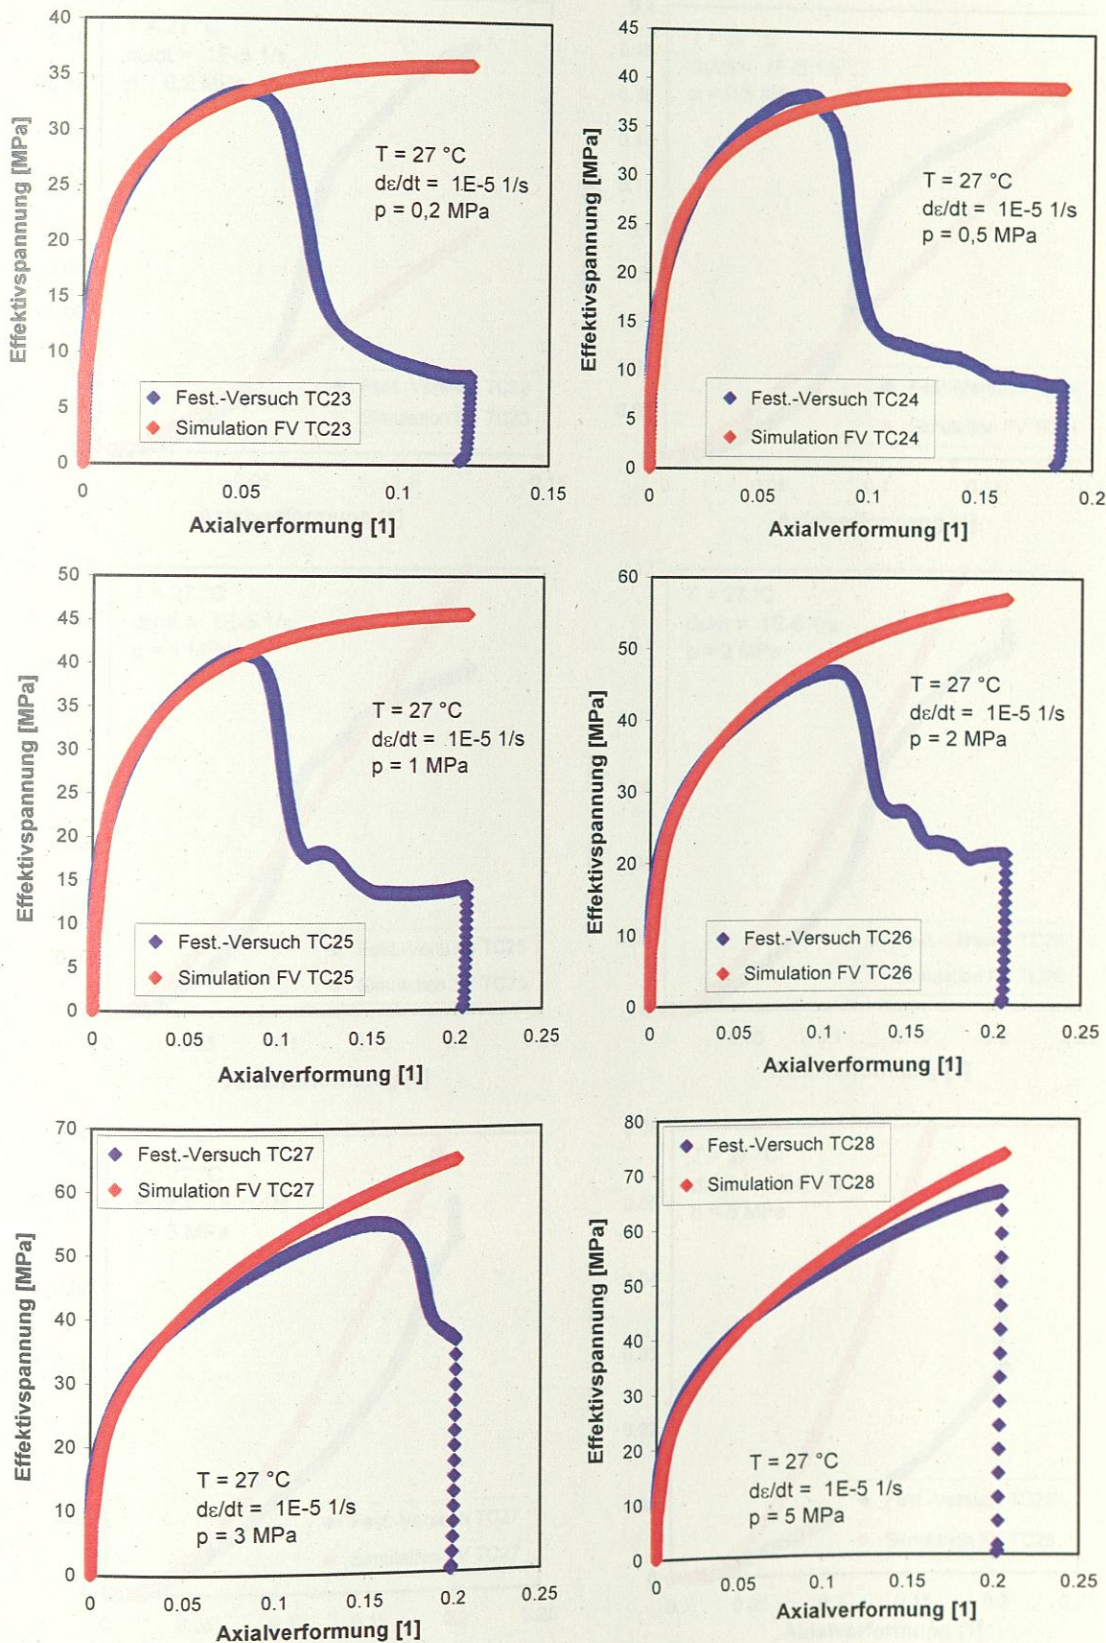 40
35
30
25
20
15
10
5
0
Effektivspannung [MPa]
T = 27 °C
dε/dt = 1E-5 1/s
p = 0,2 MPa
Fest.-Versuch TC23
Simulation FV TC23
0 0.05 0.1 0.15
Axialverformung [1]
45
40
35
30
25
20
15
10
5
0
Effektivspannung [MPa]
T = 27 °C
dε/dt = 1E-5 1/s
p = 0,5 MPa
Fest.-Versuch TC24
Simulation FV TC24
0 0.05 0.1 0.15 0.2
Axialverformung [1]
50
45
40
35
30
25
20
15
10
5
0
Effektivspannung [MPa]
T = 27 °C
dε/dt = 1E-5 1/s
p = 1 MPa
Fest.-Versuch TC25
Simulation FV TC25
0 0.05 0.1 0.15 0.2 0.25
Axialverformung [1]
60
50
40
30
20
10
0
Effektivspannung [MPa]
T = 27 °C
dε/dt = 1E-5 1/s
p = 2 MPa
Fest.-Versuch TC26
Simulation FV TC26
0 0.05 0.1 0.15 0.2 0.25
Axialverformung [1]
70
60
50
40
30
20
10
0
Effektivspannung [MPa]
Fest.-Versuch TC27
Simulation FV TC27
T = 27 °C
dε/dt = 1E-5 1/s
p = 3 MPa
0 0.05 0.1 0.15 0.2 0.25
Axialverformung [1]
80
70
60
50
40
30
20
10
0
Effektivspannung [MPa]
Fest.-Versuch TC28
Simulation FV TC28
T = 27 °C
dε/dt = 1E-5 1/s
p = 5 MPa
0 0.05 0.1 0.15 0.2 0.25
Axialverformung [1]